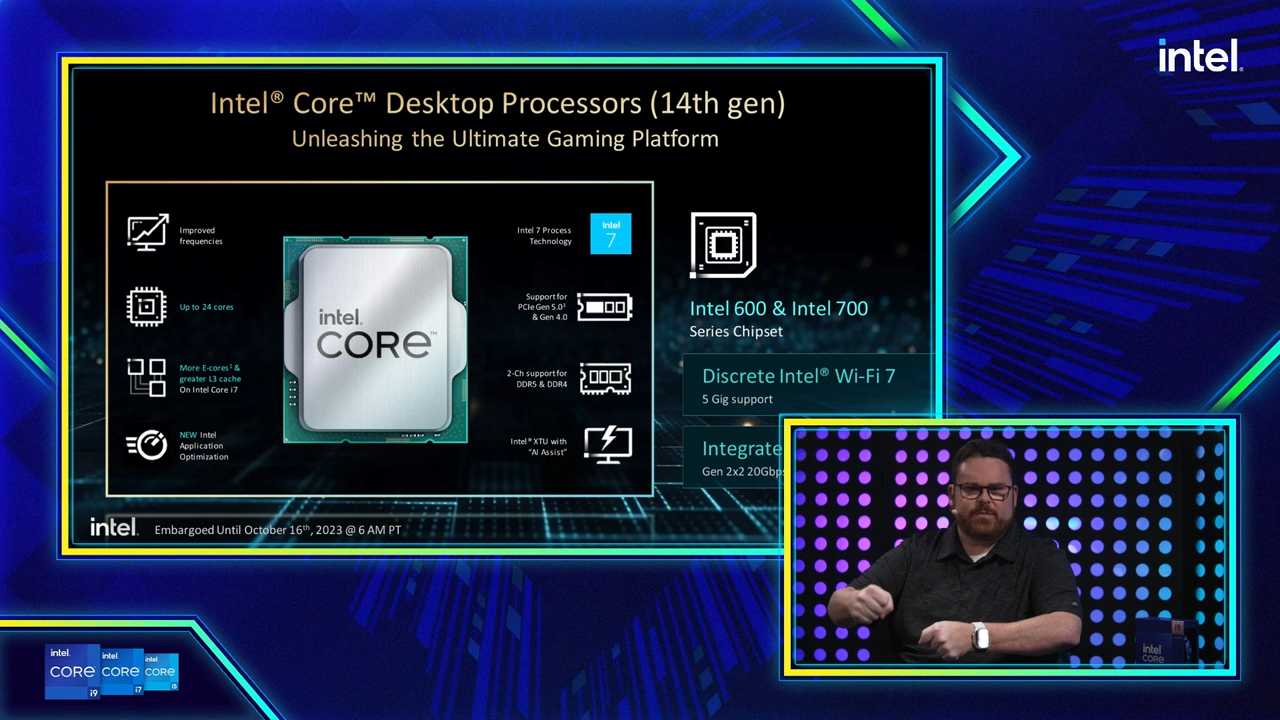 intel.
Intel® Core™ Desktop Processors (14th gen)
Unleashing the Ultimate Gaming Platform
Improved
frequencies
Up to 24 cores
More E-cores¹ &
greater L3 cache
On Intel Core i7
NEW Intel
Application
Optimization
intel.
CORE™
Intel 7 Process
Technology
intel
7
Support for
PCIe Gen 5.0³
& Gen 4.0
2-Ch support for
DDR5 & DDR4
Intel® XTU with
“AI Assist”
Intel 600 & Intel 700
Series Chipset
Discrete Intel® Wi-Fi 7
5 Gig support
Integrate
Gen 2x2 20Gbps
intel.
Embargoed Until October 16th, 2023 @ 6 AM PT
intel.
CORE
i9
intel.
CORE
i7
intel.
CORE
i5
intel
CORE
i9